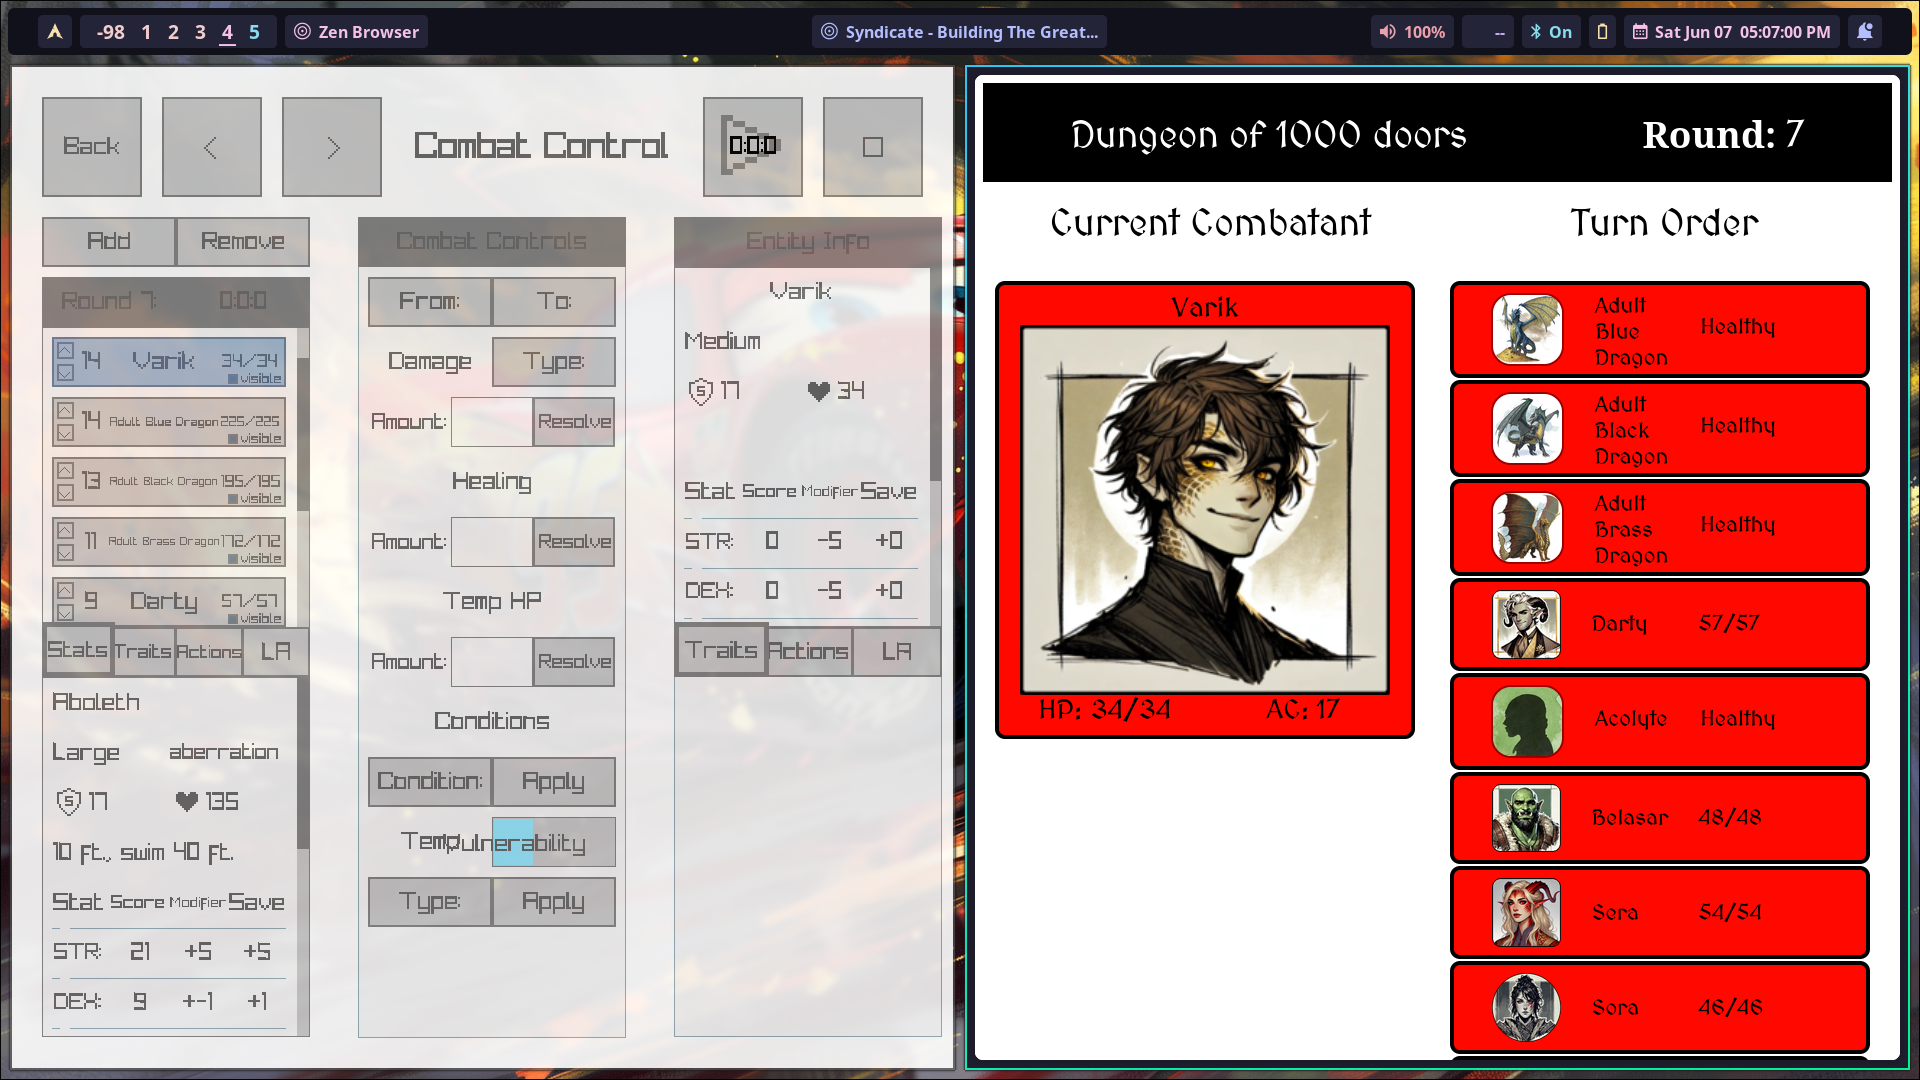 -98 1 2 3 4 5 Zen Browser Syndicate - Building The Great... 100% -- On Sat Jun 07 05:07:00 PM
Back < > Combat Control 0:0:0
Add Remove
Round 7: 0:0:0
14 Varik 34/34
visible
14 Adult Blue Dragon 225/225
visible
13 Adult Black Dragon 195/195
visible
11 Adult Brass Dragon 172/172
visible
9 Darty 57/57
visible
Stats Traits Actions LA
Aboleth
Large aberration
S 17 135
10 ft., swim 40 ft.
Stat Score Modifier Save
STR: 21 +5 +5
DEX: 9 +-1 +1
Combat Controls
From: To:
Damage Type:
Amount: Resolve
Healing
Amount: Resolve
Temp HP
Amount: Resolve
Conditions
Condition: Apply
Temp Vulnerability
Type: Apply
Entity Info
Varik
Medium
S 17 34
Stat Score Modifier Save
STR: 0 -5 +0
DEX: 0 -5 +0
Traits Actions LA
Dungeon of 1000 doors Round: 7
Current Combatant
Varik
HP: 34/34 AC: 17
Turn Order
Adult
Blue
Dragon
Healthy
Adult
Black
Dragon
Healthy
Adult
Brass
Dragon
Healthy
Darty 57/57
Acolyte Healthy
Belasar 48/48
Sera 54/54
Sora 46/46